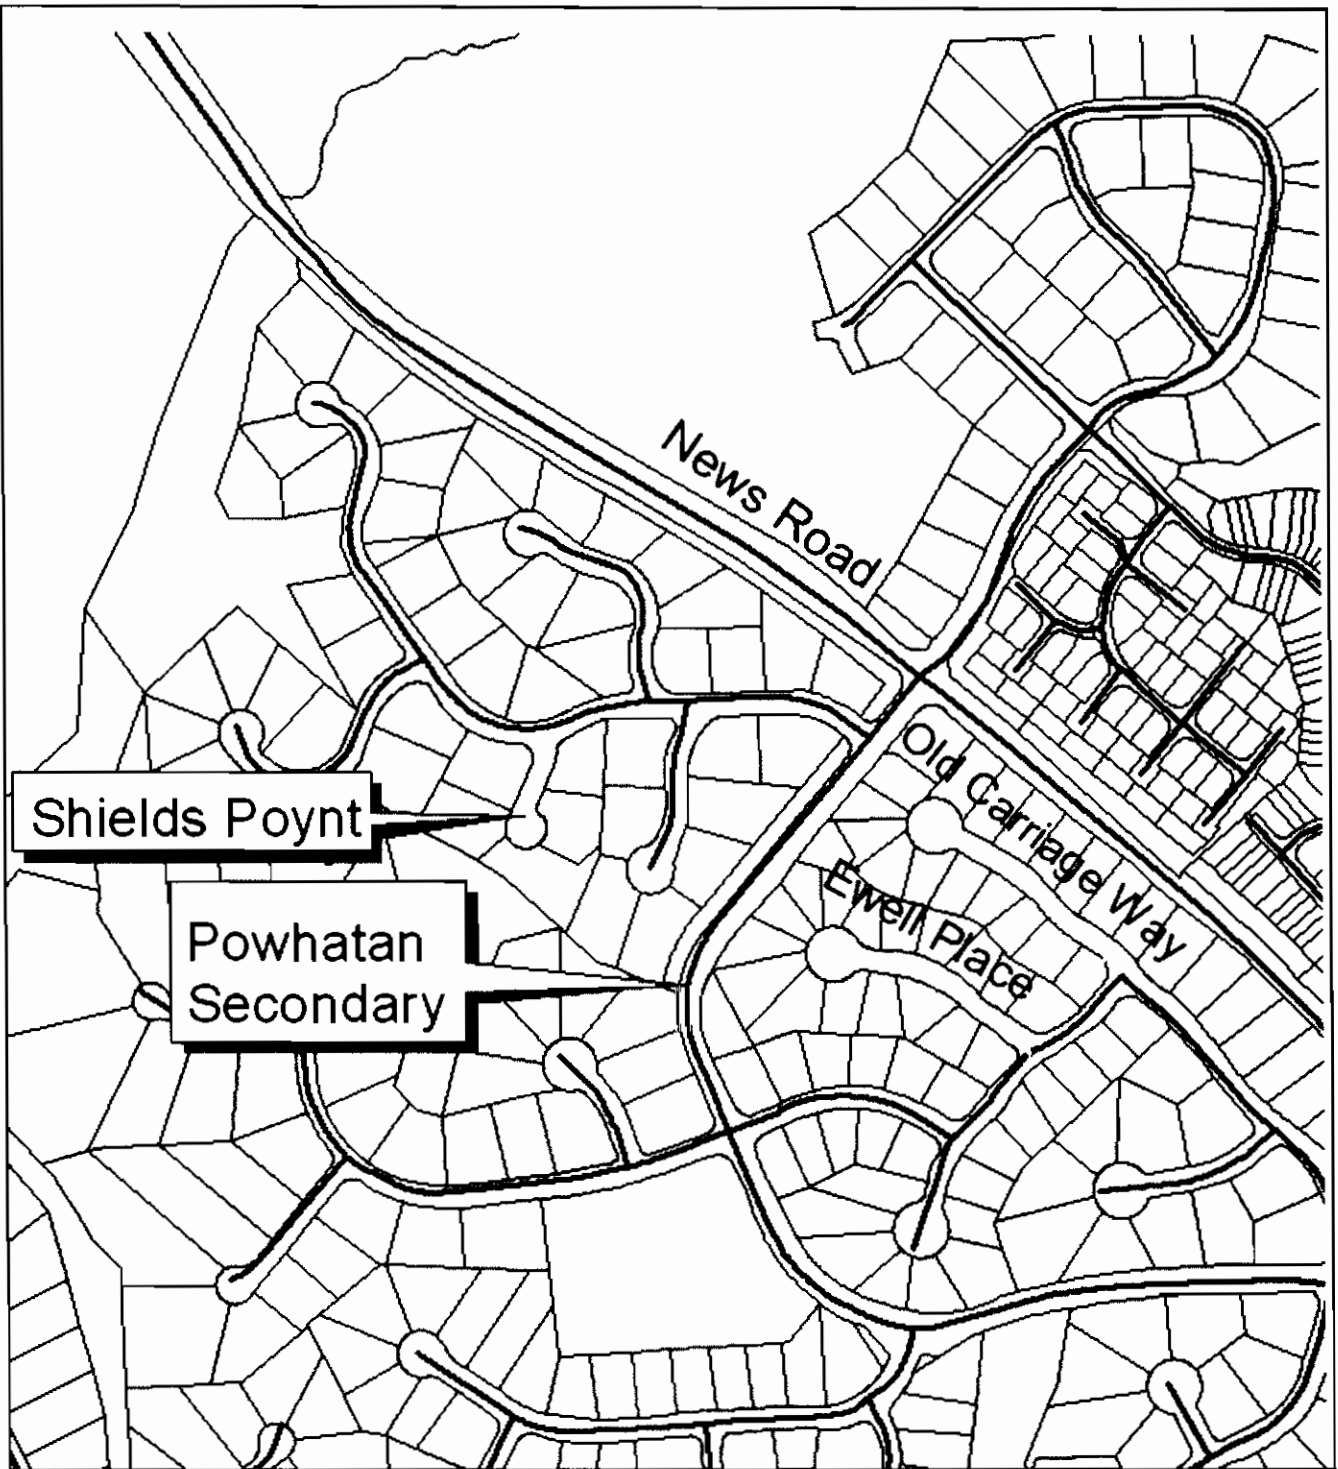 News Road
Old Carriage Way
Ewell Place
Shields Poynt
Powhatan
Secondary